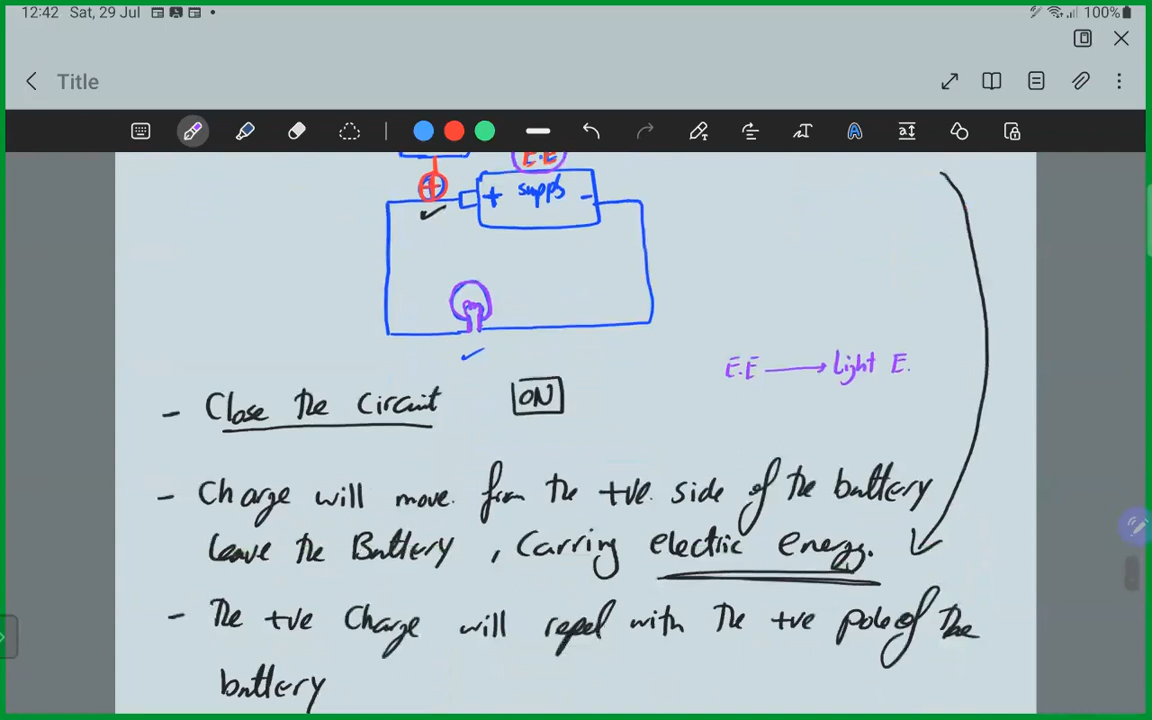 12:42 Sat, 29 Jul
100%
Title
E.E
+ supply -
+
E.E → light E.
- Close the Circuit ON
- Charge will move. from the +ve. side of the battery
leave the Battery , Carring electric energy.
- The +ve Charge will repel with the +ve pole of the
battery